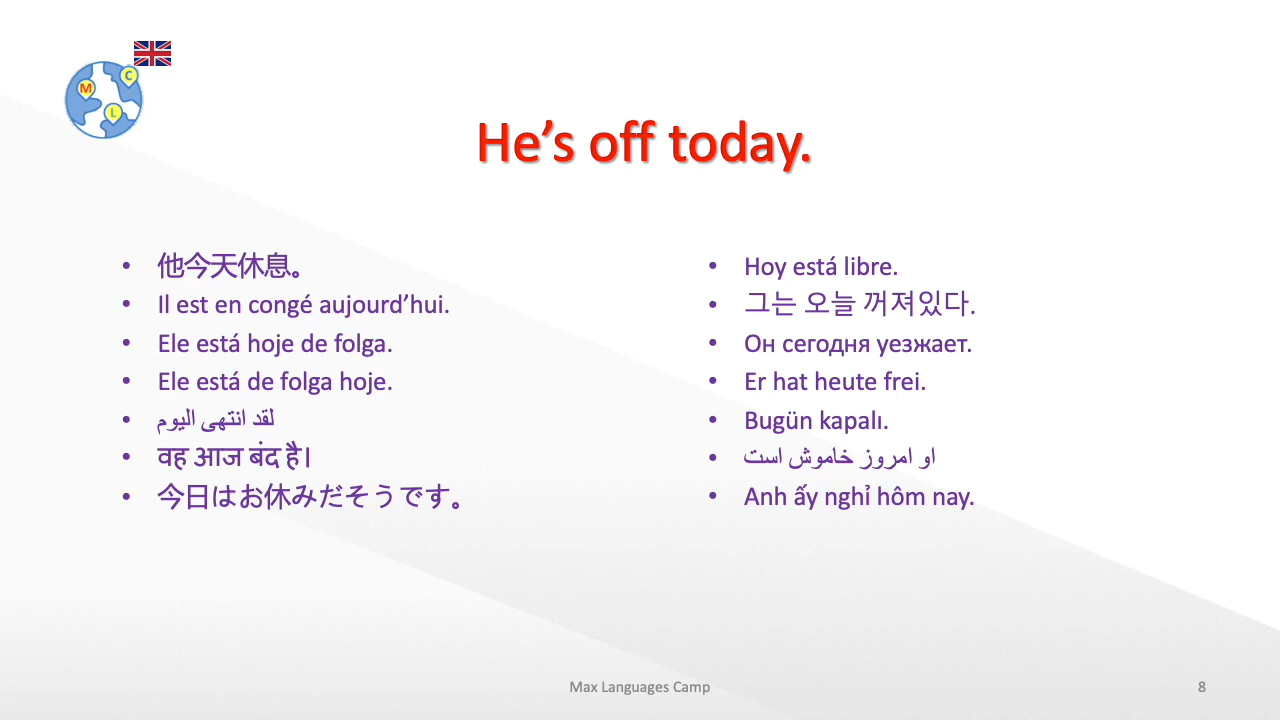 M
C
L
He’s off today.
他今天休息。
Il est en congé aujourd’hui.
Ele está hoje de folga.
Ele está de folga hoje.
لقد انتهى اليوم
वह आज बंद है।
今日はお休みだそうです。
Hoy está libre.
그는 오늘 꺼져있다.
Он сегодня уезжает.
Er hat heute frei.
Bugün kapalı.
او امروز خاموش است
Anh ấy nghỉ hôm nay.
Max Languages Camp
8